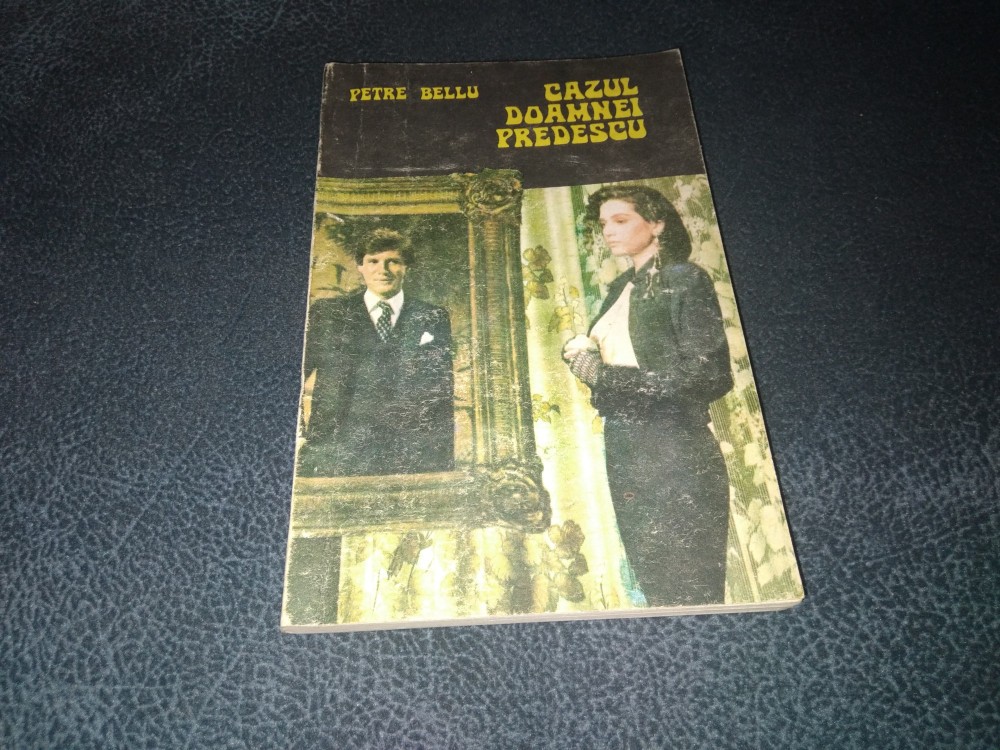 PETRE BELLU
CAZUL
DOAMNEI
PREDESCU